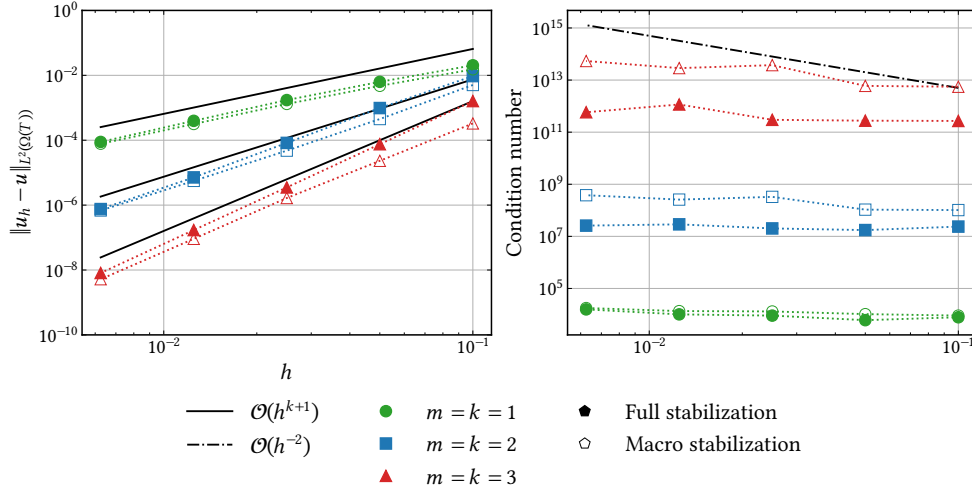 10^0
10^{-2}
10^{-4}
10^{-6}
10^{-8}
10^{-10}
‖u_h − u‖_{L^2(Ω(T))}
10^{-2}
10^{-1}
h
10^{15}
10^{13}
10^{11}
10^9
10^7
10^5
Condition number
10^{-2}
10^{-1}
𝒪(h^{k+1})
m = k = 1
Full stabilization
𝒪(h^{-2})
m = k = 2
Macro stabilization
m = k = 3